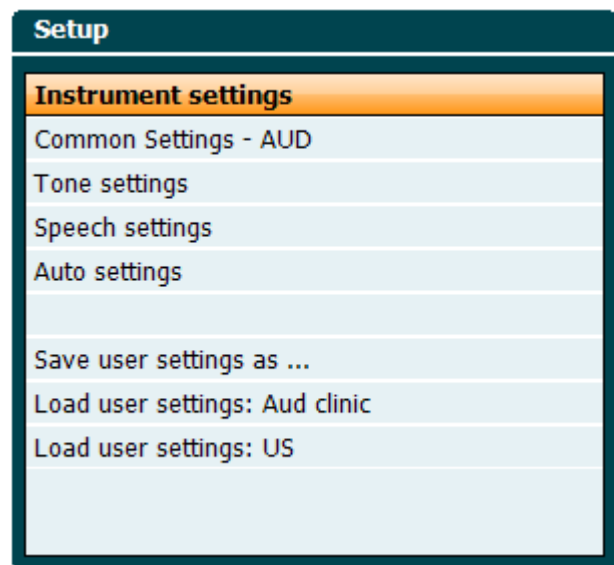 Setup
Instrument settings
Common Settings - AUD
Tone settings
Speech settings
Auto settings
Save user settings as ...
Load user settings: Aud clinic
Load user settings: US